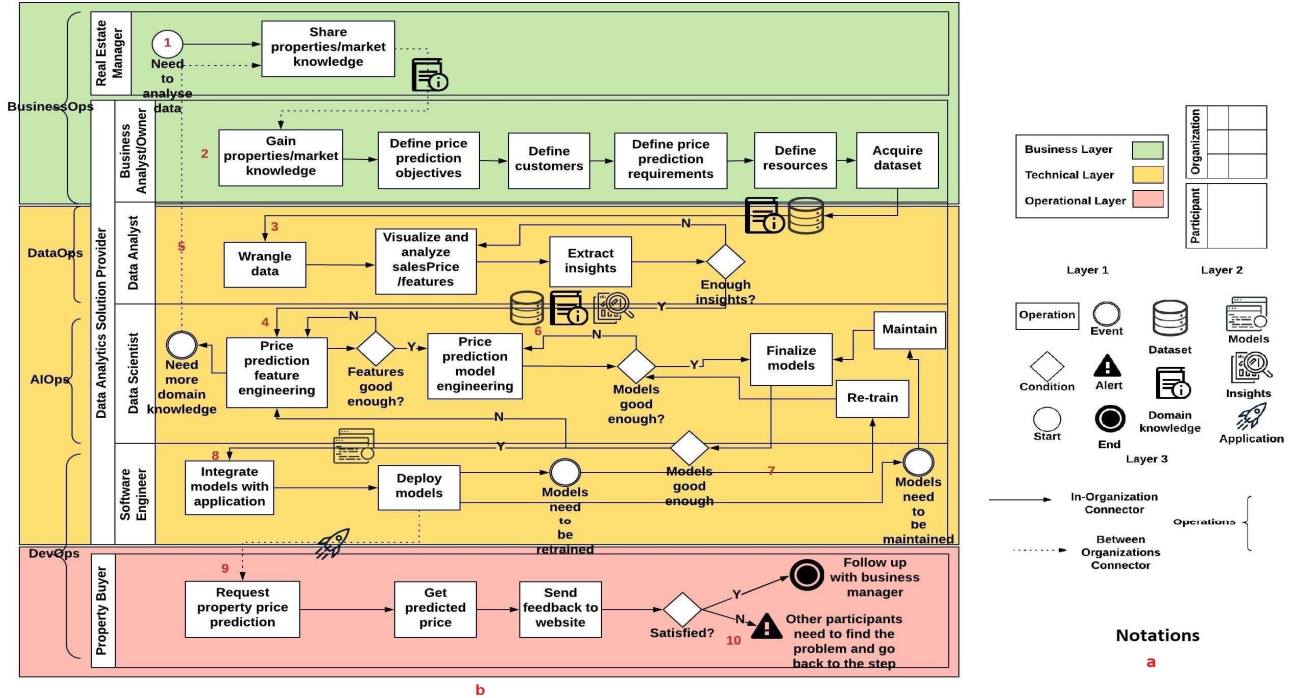 BusinessOps
DataOps
AIOps
DevOps
Real Estate
Manager
1
Need
to
analyse
data
Share
properties/market
knowledge
Data Analytics Solution Provider
Business
Analyst/Owner
2
Gain
properties/market
knowledge
Define price
prediction
objectives
Define
customers
Define price
prediction
requirements
Define
resources
Acquire
dataset
Data Analyst
5
3
Wrangle
data
Visualize and
analyze
salesPrice
/features
Extract
insights
N
Enough
insights?
Y
Data Scientist
4
Need
more
domain
knowledge
Price
prediction
feature
engineering
N
Features
good
enough?
Y
Price
prediction
model
engineering
6
N
Models
good
enough?
Y
Finalize
models
Maintain
Re-train
N
Y
Software
Engineer
8
Integrate
models with
application
Deploy
models
Models
need
to
be
retrained
Models
good
enough
7
Models
need
to
be
maintained
Property Buyer
9
Request
property price
prediction
Get
predicted
price
Send
feedback to
website
Satisfied?
Y
N
10
Follow up
with business
manager
Other participants
need to find the
problem and go
back to the step
b
Business Layer
Technical Layer
Operational Layer
Layer 1
Organization
Participant
Layer 2
Operation
Event
Dataset
Models
Condition
Alert
Domain
knowledge
Insights
Start
End
Application
Layer 3
In-Organization
Connector
Operations
Between
Organizations
Connector
Notations
a